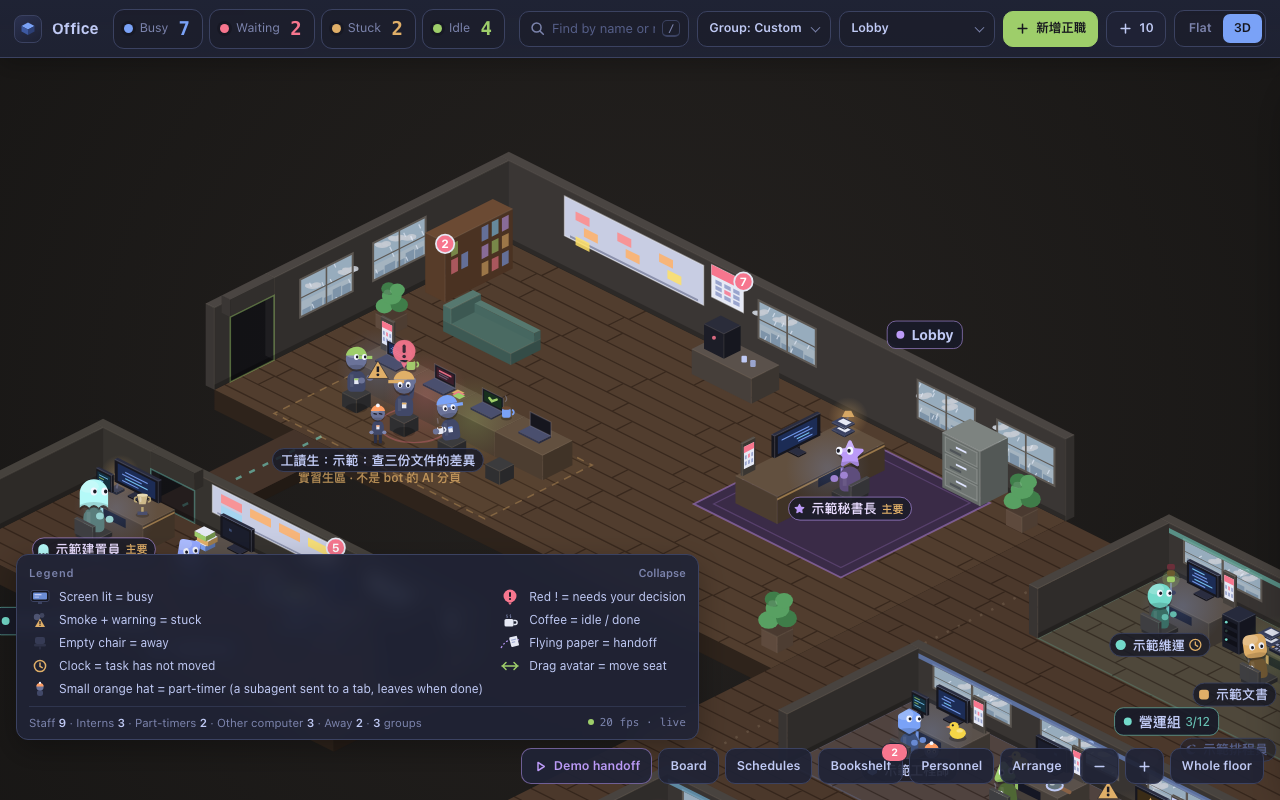 Office
Busy 7
Waiting 2
Stuck 2
Idle 4
Find by name or r /
Group: Custom
Lobby
+ 新增正職
+ 10
Flat
3D
2
7
Lobby
工讀生：示範：查三份文件的差異
實習生區 · 不是 bot 的 AI 分頁
示範秘書長 主要
示範建置員 主要
5
Legend
Collapse
Screen lit = busy
Red ! = needs your decision
Smoke + warning = stuck
Coffee = idle / done
Empty chair = away
Flying paper = handoff
Clock = task has not moved
Drag avatar = move seat
Small orange hat = part-timer (a subagent sent to a tab, leaves when done)
Staff 9 · Interns 3 · Part-timers 2 · Other computer 3 · Away 2 · 3 groups
20 fps · live
示範維運
示範文書
營運組 3/12
Demo handoff
Board
Schedules
Bookshelf
2
Personnel
Arrange
−
+
Whole floor